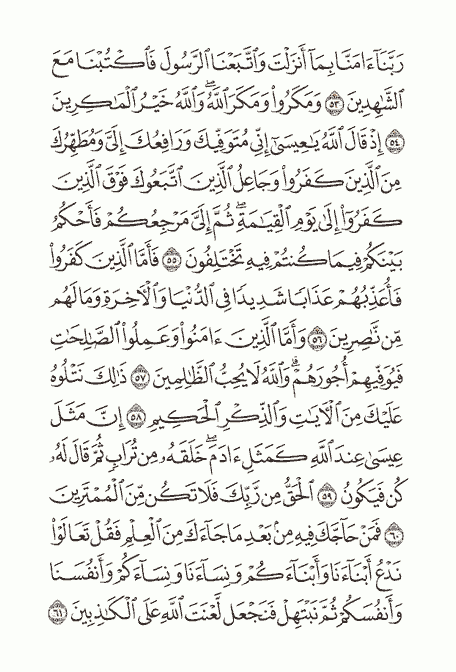 رَبَّنَآ ءَامَنَّا بِمَآ أَنزَلْتَ وَٱتَّبَعْنَا ٱلرَّسُولَ فَٱكْتُبْنَا مَعَ
ٱلشَّٰهِدِينَ ٥٣ وَمَكَرُوا۟ وَمَكَرَ ٱللَّهُ ۖ وَٱللَّهُ خَيْرُ ٱلْمَٰكِرِينَ
٥٤ إِذْ قَالَ ٱللَّهُ يَٰعِيسَىٰٓ إِنِّى مُتَوَفِّيكَ وَرَافِعُكَ إِلَىَّ وَمُطَهِّرُكَ
مِنَ ٱلَّذِينَ كَفَرُوا۟ وَجَاعِلُ ٱلَّذِينَ ٱتَّبَعُوكَ فَوْقَ ٱلَّذِينَ
كَفَرُوٓا۟ إِلَىٰ يَوْمِ ٱلْقِيَٰمَةِ ۖ ثُمَّ إِلَىَّ مَرْجِعُكُمْ فَأَحْكُمُ
بَيْنَكُمْ فِيمَا كُنتُمْ فِيهِ تَخْتَلِفُونَ ٥٥ فَأَمَّا ٱلَّذِينَ كَفَرُوا۟
فَأُعَذِّبُهُمْ عَذَابًا شَدِيدًا فِى ٱلدُّنْيَا وَٱلْءَاخِرَةِ وَمَا لَهُم
مِّن نَّٰصِرِينَ ٥٦ وَأَمَّا ٱلَّذِينَ ءَامَنُوا۟ وَعَمِلُوا۟ ٱلصَّٰلِحَٰتِ
فَيُوَفِّيهِمْ أُجُورَهُمْ ۗ وَٱللَّهُ لَا يُحِبُّ ٱلظَّٰلِمِينَ ٥٧ ذَٰلِكَ نَتْلُوهُ
عَلَيْكَ مِنَ ٱلْءَايَٰتِ وَٱلذِّكْرِ ٱلْحَكِيمِ ٥٨ إِنَّ مَثَلَ
عِيسَىٰ عِندَ ٱللَّهِ كَمَثَلِ ءَادَمَ ۖ خَلَقَهُۥ مِن تُرَابٍ ثُمَّ قَالَ لَهُۥ
كُن فَيَكُونُ ٥٩ ٱلْحَقُّ مِن رَّبِّكَ فَلَا تَكُن مِّنَ ٱلْمُمْتَرِينَ
٦٠ فَمَنْ حَآجَّكَ فِيهِ مِنۢ بَعْدِ مَا جَآءَكَ مِنَ ٱلْعِلْمِ فَقُلْ تَعَالَوْا۟
نَدْعُ أَبْنَآءَنَا وَأَبْنَآءَكُمْ وَنِسَآءَنَا وَنِسَآءَكُمْ وَأَنفُسَنَا
وَأَنفُسَكُمْ ثُمَّ نَبْتَهِلْ فَنَجْعَل لَّعْنَتَ ٱللَّهِ عَلَى ٱلْكَٰذِبِينَ ٦١